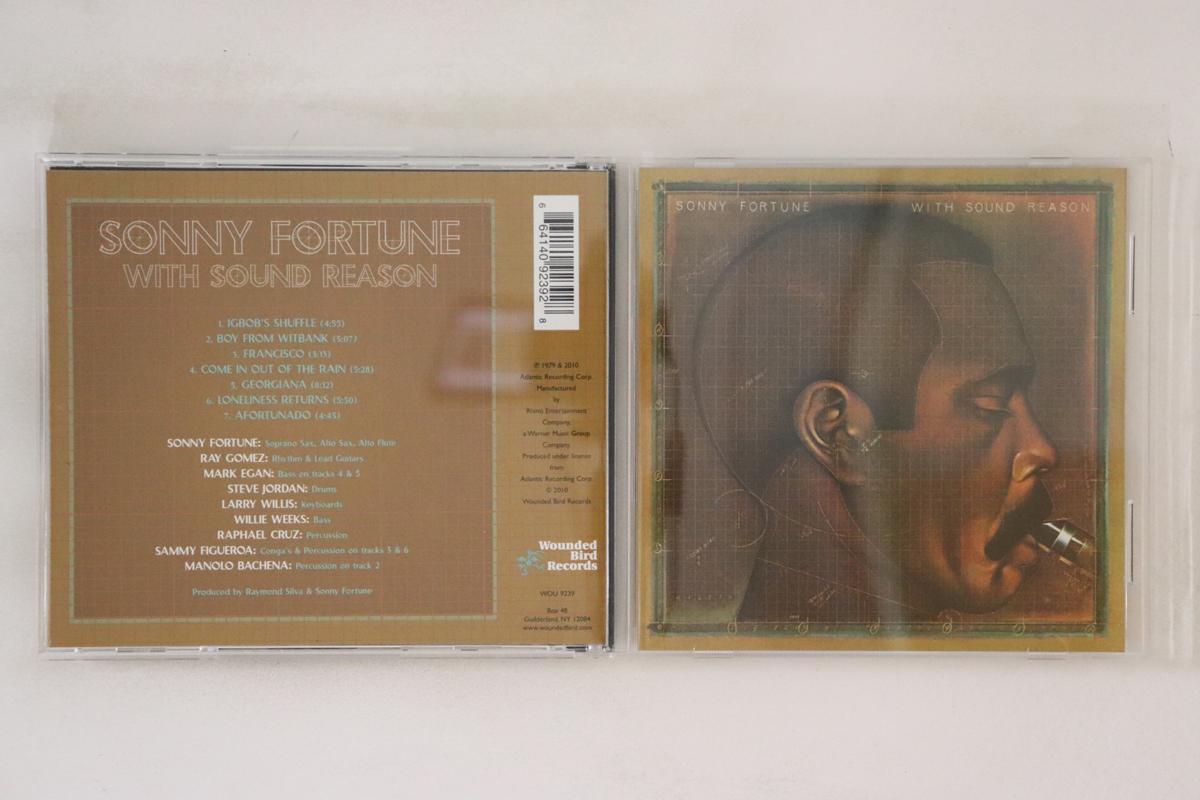 SONNY FORTUNE
WITH SOUND REASON
1. IGBOB'S SHUFFLE (4:55)
2. BOY FROM WITBANK (5:07)
3. FRANCISCO (5:15)
4. COME IN OUT OF THE RAIN (5:28)
5. GEORGIANA (8:12)
6. LONELINESS RETURNS (5:50)
7. AFORTUNADO (4:45)
SONNY FORTUNE: Soprano Sax, Alto Sax, Alto Flute
RAY GOMEZ: Rhythm & Lead Guitars
MARK EGAN: Bass on tracks 4 & 5
STEVE JORDAN: Drums
LARRY WILLIS: Keyboards
WILLIE WEEKS: Bass
RAPHAEL CRUZ: Percussion
SAMMY FIGUEROA: Conga's & Percussion on tracks 3 & 6
MANOLO BACHENA: Percussion on track 2
Produced by Raymond Silva & Sonny Fortune
6 64140 92392 8
℗ 1979 & 2010
Atlantic Recording Corp.
Manufactured
by
Rhino Entertainment
Company,
a Warner Music Group
Company.
Produced under license
from
Atlantic Recording Corp.
© 2010
Wounded Bird Records
Wounded
Bird
Records
WOU 9239
Box 48
Guilderland, NY 12084
www.woundedbird.com
SONNY FORTUNE WITH SOUND REASON